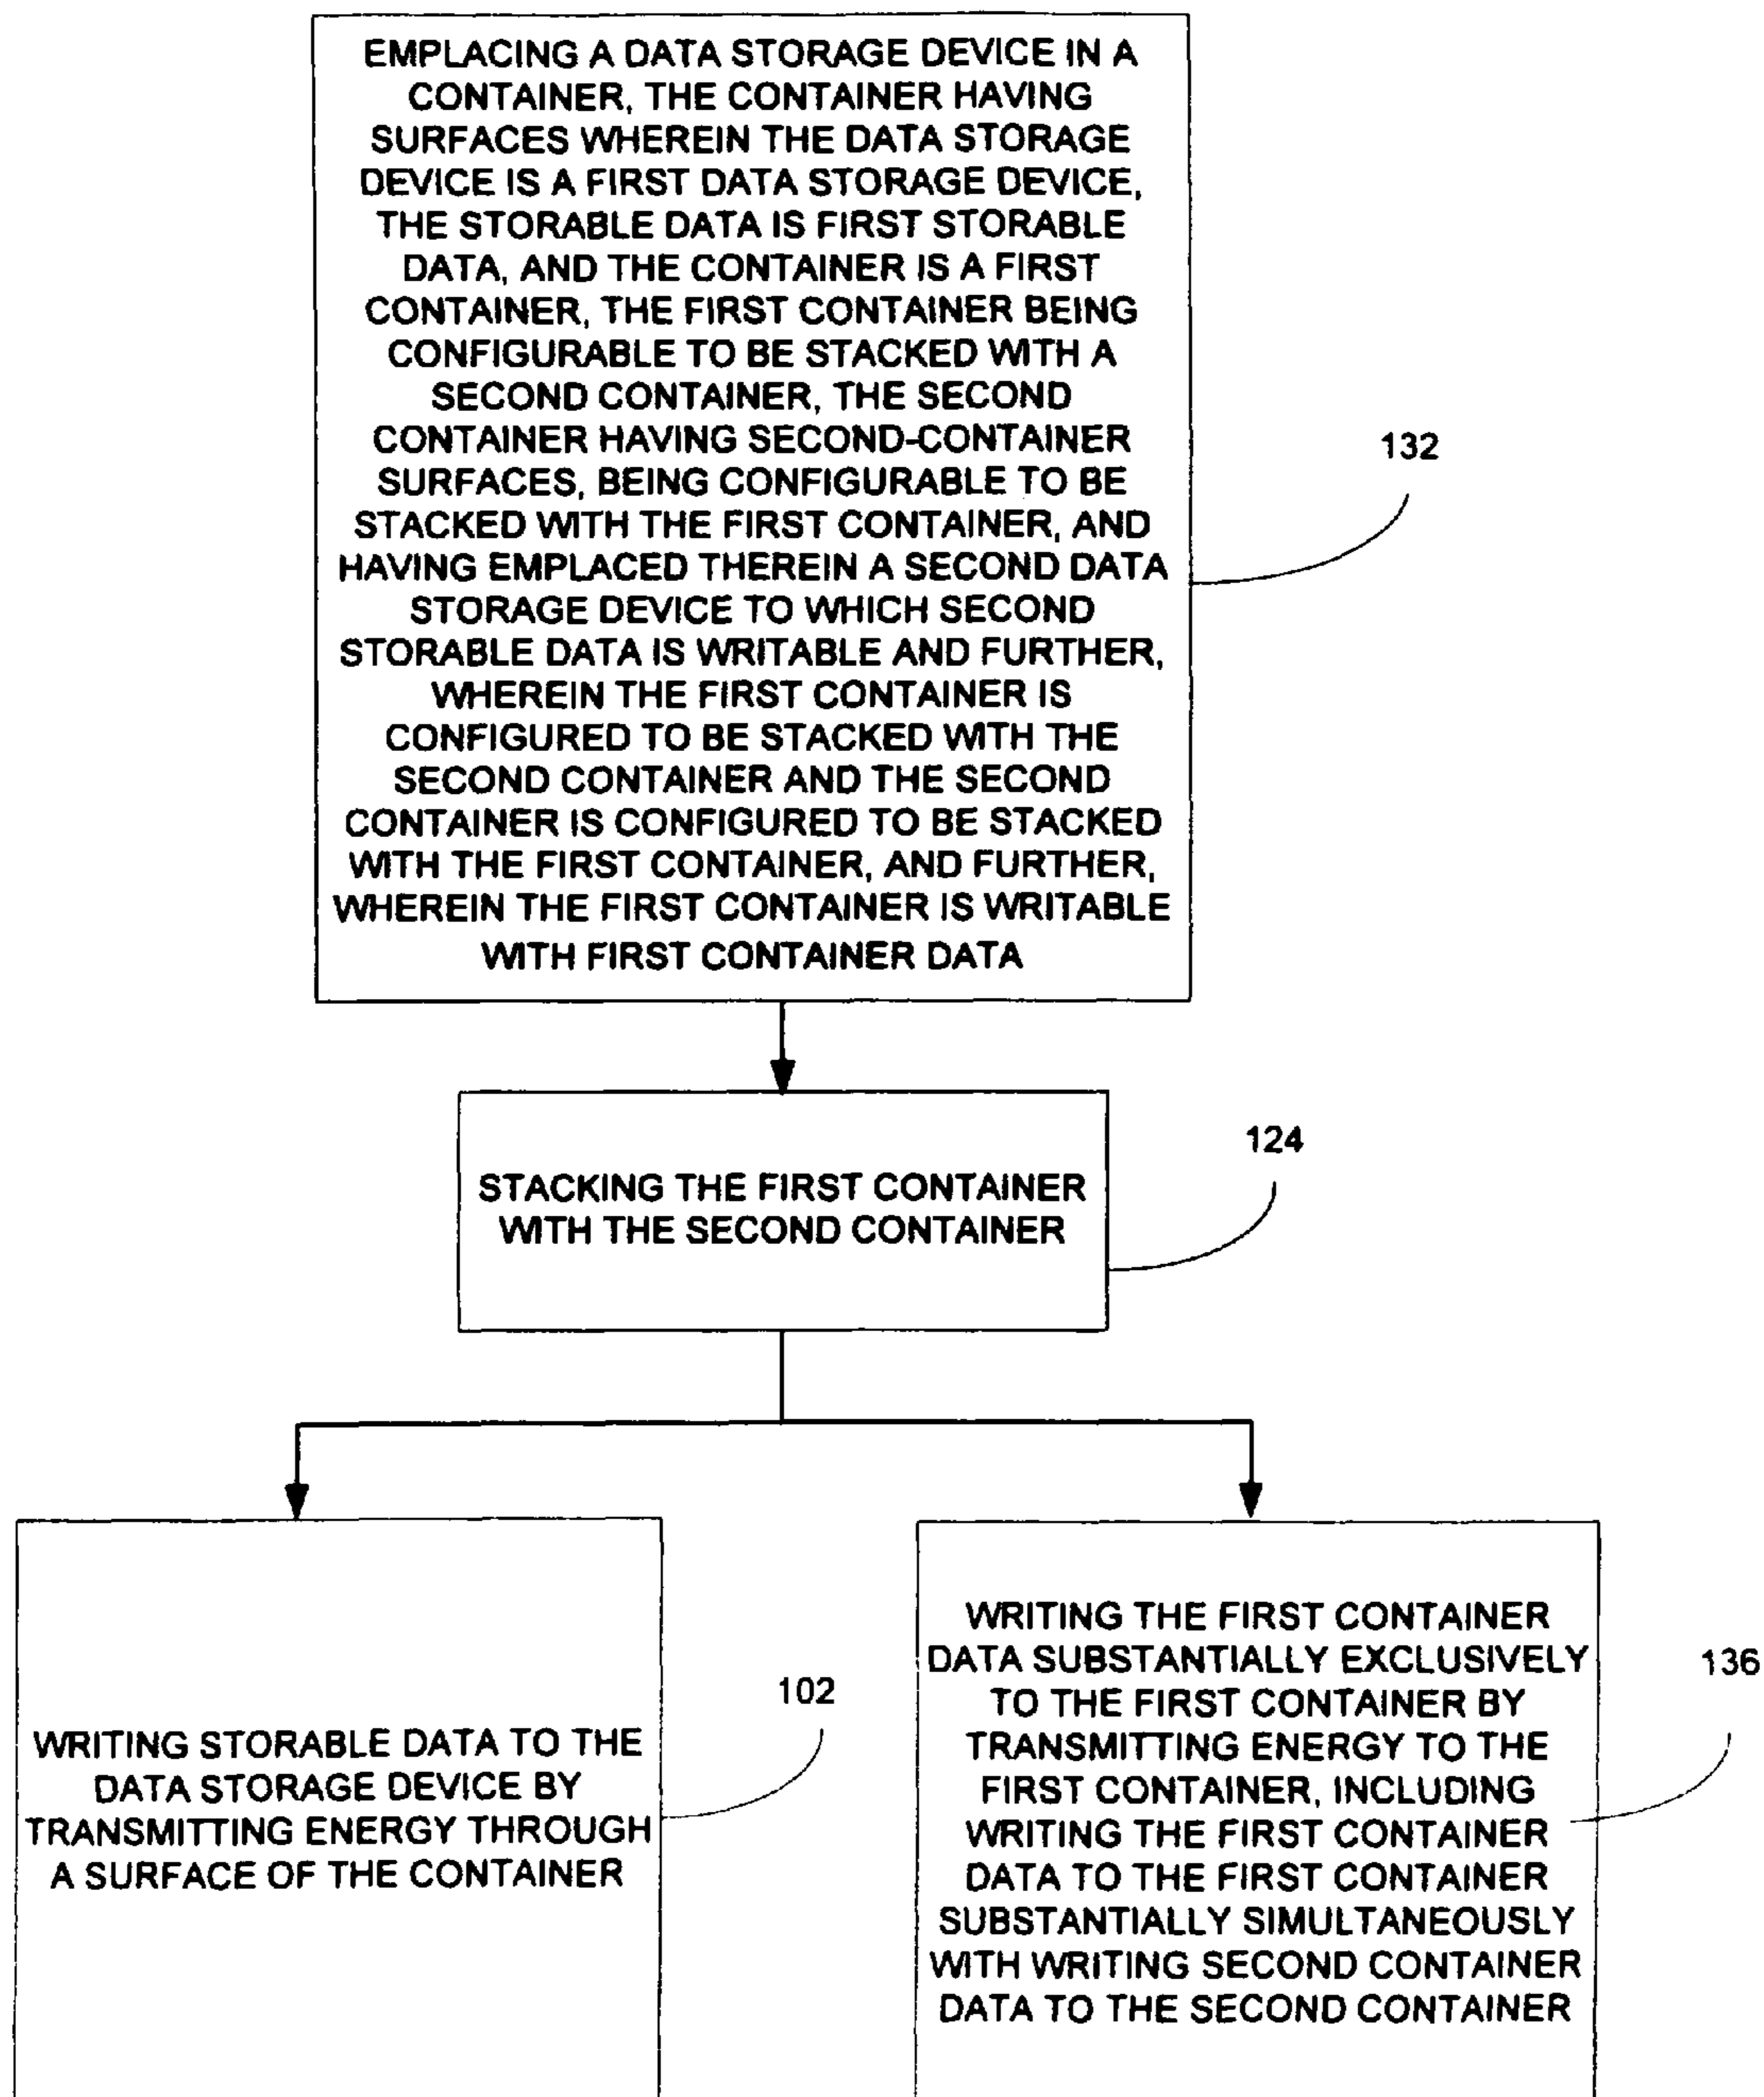 EMPLACING A DATA STORAGE DEVICE IN A
CONTAINER, THE CONTAINER HAVING
SURFACES WHEREIN THE DATA STORAGE
DEVICE IS A FIRST DATA STORAGE DEVICE,
THE STORABLE DATA IS FIRST STORABLE
DATA, AND THE CONTAINER IS A FIRST
CONTAINER, THE FIRST CONTAINER BEING
CONFIGURABLE TO BE STACKED WITH A
SECOND CONTAINER, THE SECOND
CONTAINER HAVING SECOND-CONTAINER
SURFACES, BEING CONFIGURABLE TO BE
STACKED WITH THE FIRST CONTAINER, AND
HAVING EMPLACED THEREIN A SECOND DATA
STORAGE DEVICE TO WHICH SECOND
STORABLE DATA IS WRITABLE AND FURTHER,
WHEREIN THE FIRST CONTAINER IS
CONFIGURED TO BE STACKED WITH THE
SECOND CONTAINER AND THE SECOND
CONTAINER IS CONFIGURED TO BE STACKED
WITH THE FIRST CONTAINER, AND FURTHER,
WHEREIN THE FIRST CONTAINER IS WRITABLE
WITH FIRST CONTAINER DATA
132
STACKING THE FIRST CONTAINER
WITH THE SECOND CONTAINER
124
WRITING STORABLE DATA TO THE
DATA STORAGE DEVICE BY
TRANSMITTING ENERGY THROUGH
A SURFACE OF THE CONTAINER
102
WRITING THE FIRST CONTAINER
DATA SUBSTANTIALLY EXCLUSIVELY
TO THE FIRST CONTAINER BY
TRANSMITTING ENERGY TO THE
FIRST CONTAINER, INCLUDING
WRITING THE FIRST CONTAINER
DATA TO THE FIRST CONTAINER
SUBSTANTIALLY SIMULTANEOUSLY
WITH WRITING SECOND CONTAINER
DATA TO THE SECOND CONTAINER
136